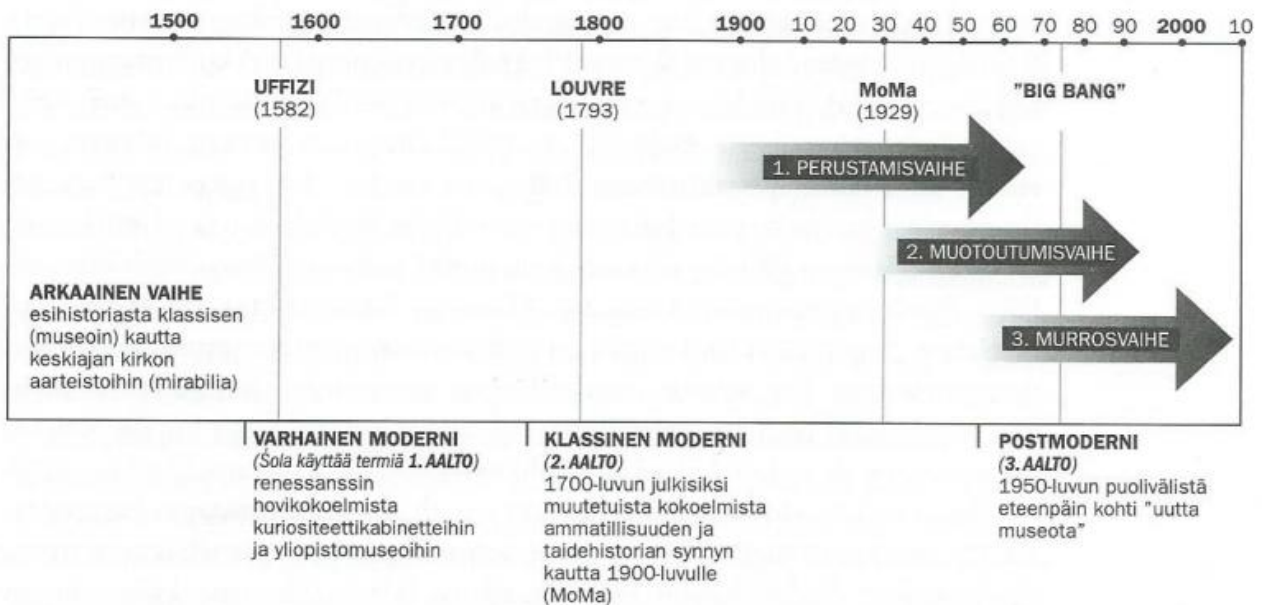 1500 1600 1700 1800 1900 10 20 30 40 50 60 70 80 90 2000 10
UFFIZI
(1582)
LOUVRE
(1793)
MoMa
(1929)
"BIG BANG"
1. PERUSTAMISVAIHE
2. MUOTOUTUMISVAIHE
3. MURROSVAIHE
ARKAAINEN VAIHE
esihistoriasta klassisen
(museoin) kautta
keskiajan kirkon
aarteistoihin (mirabilia)
VARHAINEN MODERNI
(Sola käyttää termiä 1. AALTO)
renessanssin
hovikokoelmista
kuriositeettikabinetteihin
ja yliopistomuseoihin
KLASSINEN MODERNI
(2. AALTO)
1700-luvun julkisiksi
muutetuista kokoelmista
ammatillisuuden ja
taidehistorian synnyn
kautta 1900-luvulle
(MoMa)
POSTMODERNI
(3. AALTO)
1950-luvun puolivälistä
eteenpäin kohti "uutta
museota"